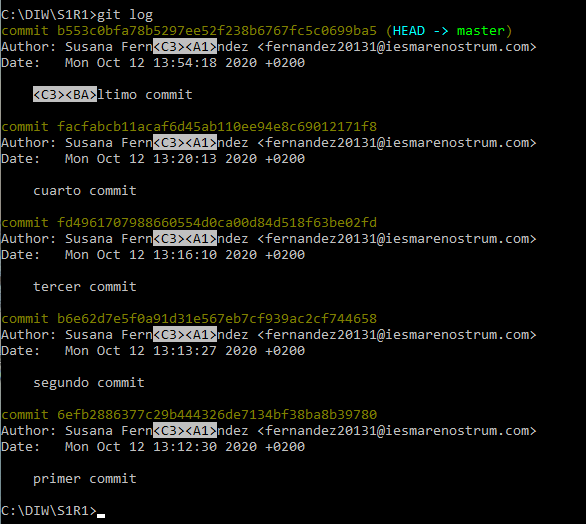 C:\DIW\S1R1>git log
commit b553c0bfa78b5297ee52f238b6767fc5c0699ba5 (HEAD -> master)
Author: Susana Fern<C3><A1>ndez <fernandez20131@iesmarenostrum.com>
Date:   Mon Oct 12 13:54:18 2020 +0200
<C3><BA>ltimo commit
commit facfabcb11acaf6d45ab110ee94e8c69012171f8
Author: Susana Fern<C3><A1>ndez <fernandez20131@iesmarenostrum.com>
Date:   Mon Oct 12 13:20:13 2020 +0200
cuarto commit
commit fd4961707988660554d0ca00d84d518f63be02fd
Author: Susana Fern<C3><A1>ndez <fernandez20131@iesmarenostrum.com>
Date:   Mon Oct 12 13:16:10 2020 +0200
tercer commit
commit b6e62d7e5f0a91d31e567eb7cf939ac2cf744658
Author: Susana Fern<C3><A1>ndez <fernandez20131@iesmarenostrum.com>
Date:   Mon Oct 12 13:13:27 2020 +0200
segundo commit
commit 6efb2886377c29b444326de7134bf38ba8b39780
Author: Susana Fern<C3><A1>ndez <fernandez20131@iesmarenostrum.com>
Date:   Mon Oct 12 13:12:30 2020 +0200
primer commit
C:\DIW\S1R1>